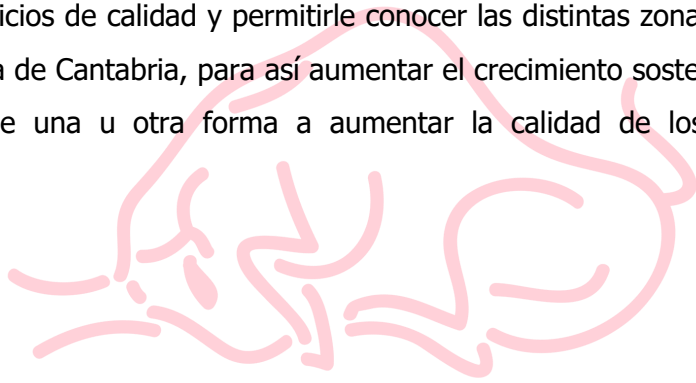 icios de calidad y permitirle conocer las distintas zona
a de Cantabria, para así aumentar el crecimiento soste
e una u otra forma a aumentar la calidad de los